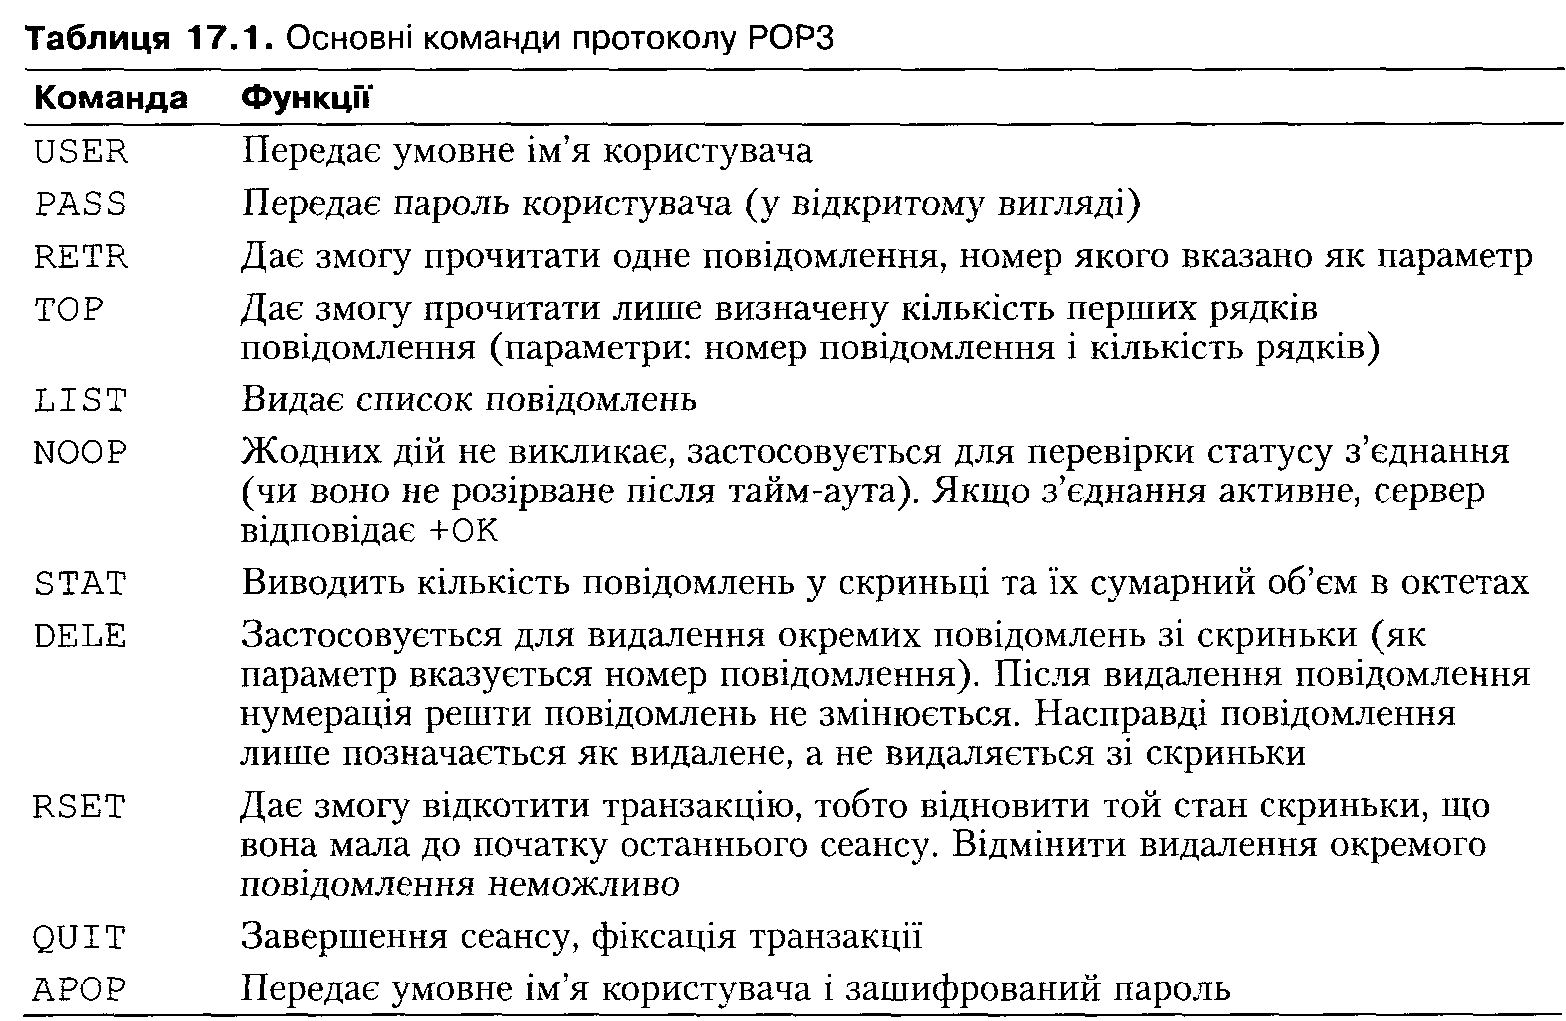 Таблиця 17.1. Основні команди протоколу POP3
Команда Функції
USER Передає умовне ім’я користувача
PASS Передає пароль користувача (у відкритому вигляді)
RETR Дає змогу прочитати одне повідомлення, номер якого вказано як параметр
TOP Дає змогу прочитати лише визначену кількість перших рядків
повідомлення (параметри: номер повідомлення і кількість рядків)
LIST Видає список повідомлень
NOOP Жодних дій не викликає, застосовується для перевірки статусу з’єднання
(чи воно не розірване після тайм-аута). Якщо з’єднання активне, сервер
відповідає +OK
STAT Виводить кількість повідомлень у скриньці та їх сумарний об’єм в октетах
DELE Застосовується для видалення окремих повідомлень зі скриньки (як
параметр вказується номер повідомлення). Після видалення повідомлення
нумерація решти повідомлень не змінюється. Насправді повідомлення
лише позначається як видалене, а не видаляється зі скриньки
RSET Дає змогу відкотити транзакцію, тобто відновити той стан скриньки, що
вона мала до початку останнього сеансу. Відмінити видалення окремого
повідомлення неможливо
QUIT Завершення сеансу, фіксація транзакції
APOP Передає умовне ім’я користувача і зашифрований пароль